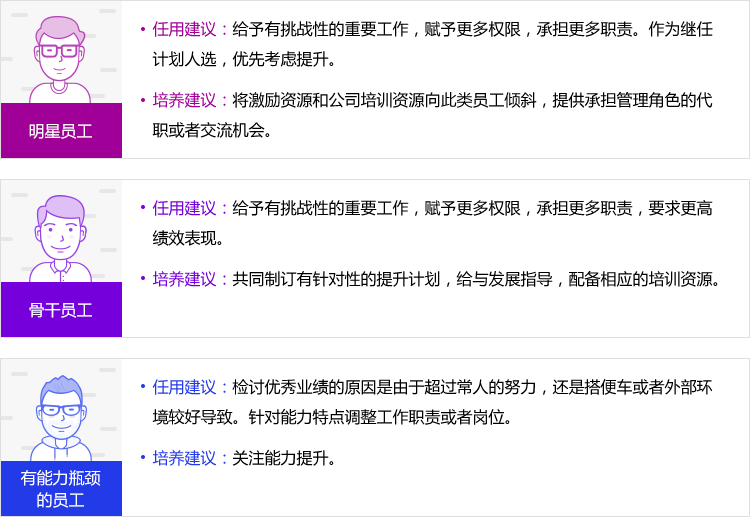 • 任用建议：给予有挑战性的重要工作，赋予更多权限，承担更多职责。作为继任
计划人选，优先考虑提升。
• 培养建议：将激励资源和公司培训资源向此类员工倾斜，提供承担管理角色的代
职或者交流机会。
明星员工
• 任用建议：给予有挑战性的重要工作，赋予更多权限，承担更多职责，要求更高
绩效表现。
• 培养建议：共同制订有针对性的提升计划，给与发展指导，配备相应的培训资源。
骨干员工
• 任用建议：检讨优秀业绩的原因是由于超过常人的努力，还是搭便车或者外部环
境较好导致。针对能力特点调整工作职责或者岗位。
• 培养建议：关注能力提升。
有能力瓶颈
的员工